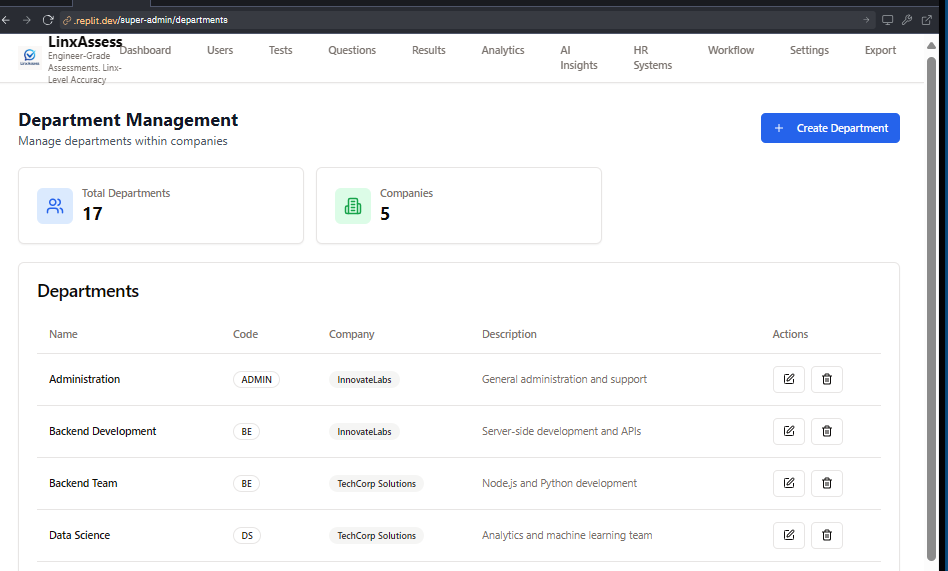 .replit.dev/super-admin/departments
LinxAssess
Engineer-Grade
Assessments. Linx-
Level Accuracy
Dashboard
Users
Tests
Questions
Results
Analytics
AI
Insights
HR
Systems
Workflow
Settings
Export
Department Management
Manage departments within companies
+ Create Department
Total Departments
17
Companies
5
Departments
Name Code Company Description Actions
Administration ADMIN InnovateLabs General administration and support
Backend Development BE InnovateLabs Server-side development and APIs
Backend Team BE TechCorp Solutions Node.js and Python development
Data Science DS TechCorp Solutions Analytics and machine learning team